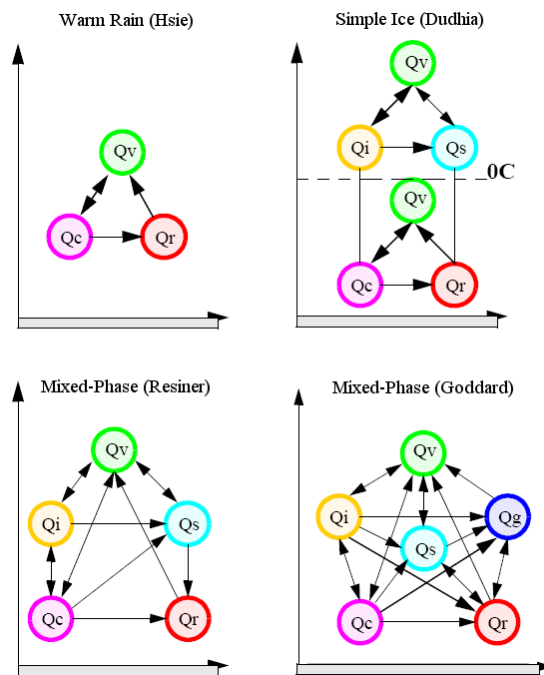 Warm Rain (Hsie)
Qv
Qc
Qr
Simple Ice (Dudhia)
Qv
Qi
Qs
0C
Qv
Qc
Qr
Mixed-Phase (Resiner)
Qv
Qi
Qs
Qc
Qr
Mixed-Phase (Goddard)
Qv
Qi
Qg
Qs
Qc
Qr